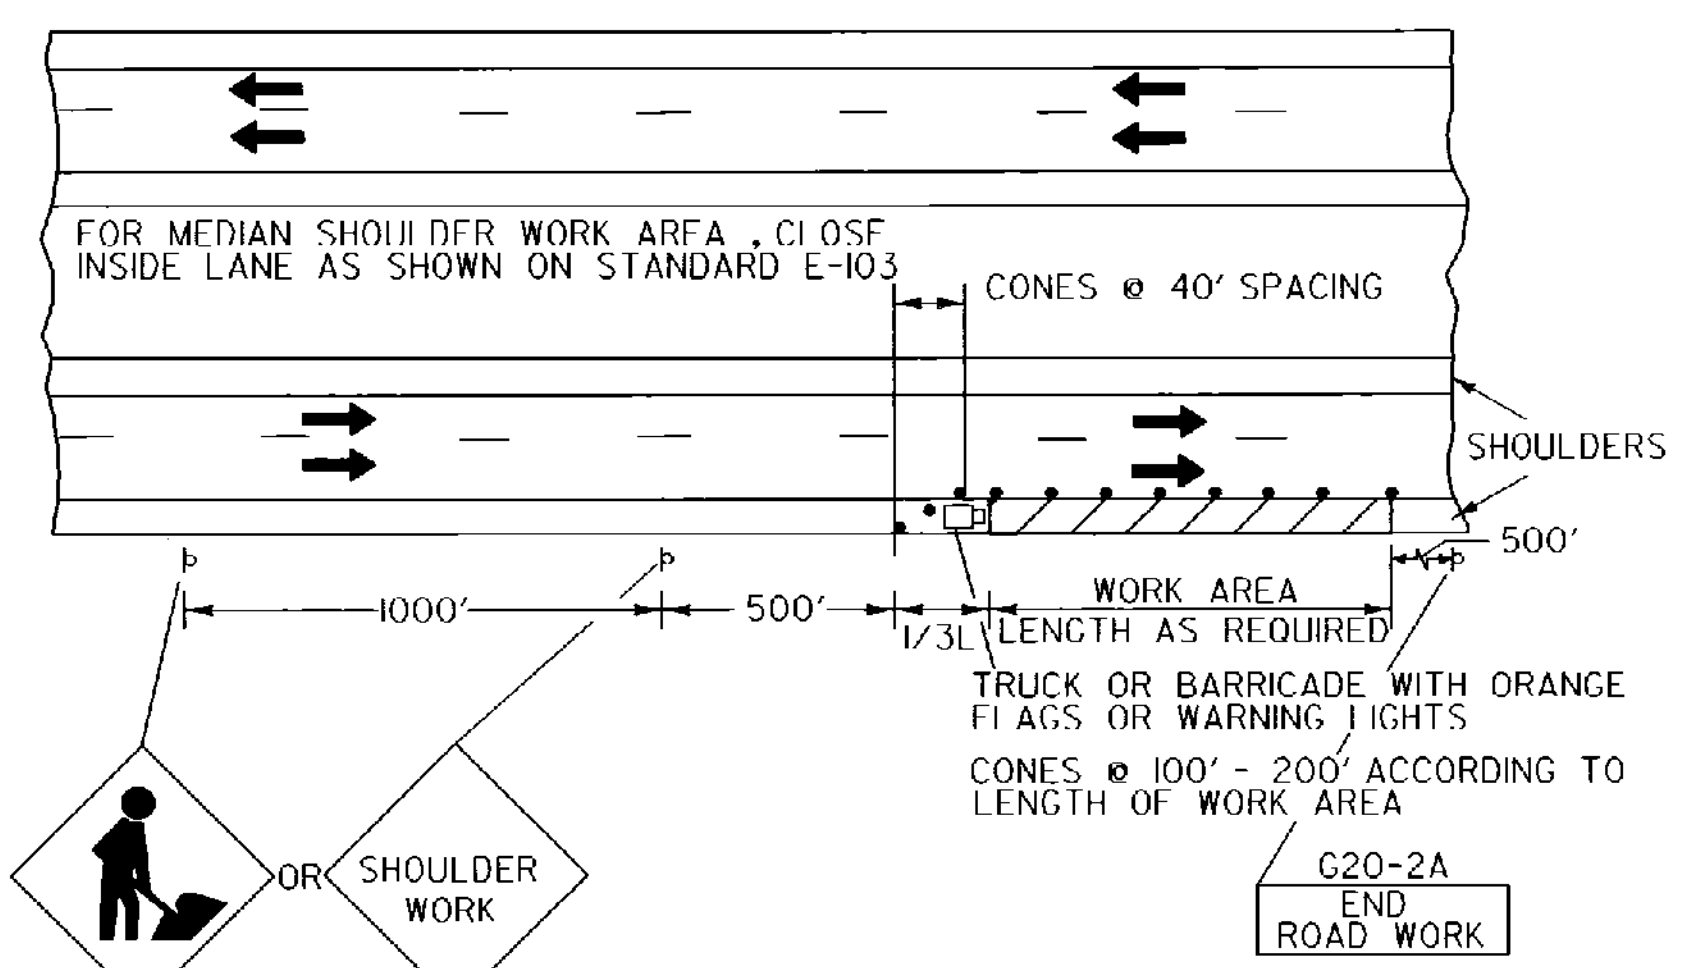 FOR MEDIAN SHOULDER WORK AREA , CLOSE
INSIDE LANE AS SHOWN ON STANDARD E-103
CONES @ 40' SPACING
SHOULDERS
500'
1000'
500'
1/3L
WORK AREA
LENGTH AS REQUIRED
TRUCK OR BARRICADE WITH ORANGE
FLAGS OR WARNING LIGHTS
CONES @ 100' - 200' ACCORDING TO
LENGTH OF WORK AREA
OR
SHOULDER
WORK
G20-2A
END
ROAD WORK